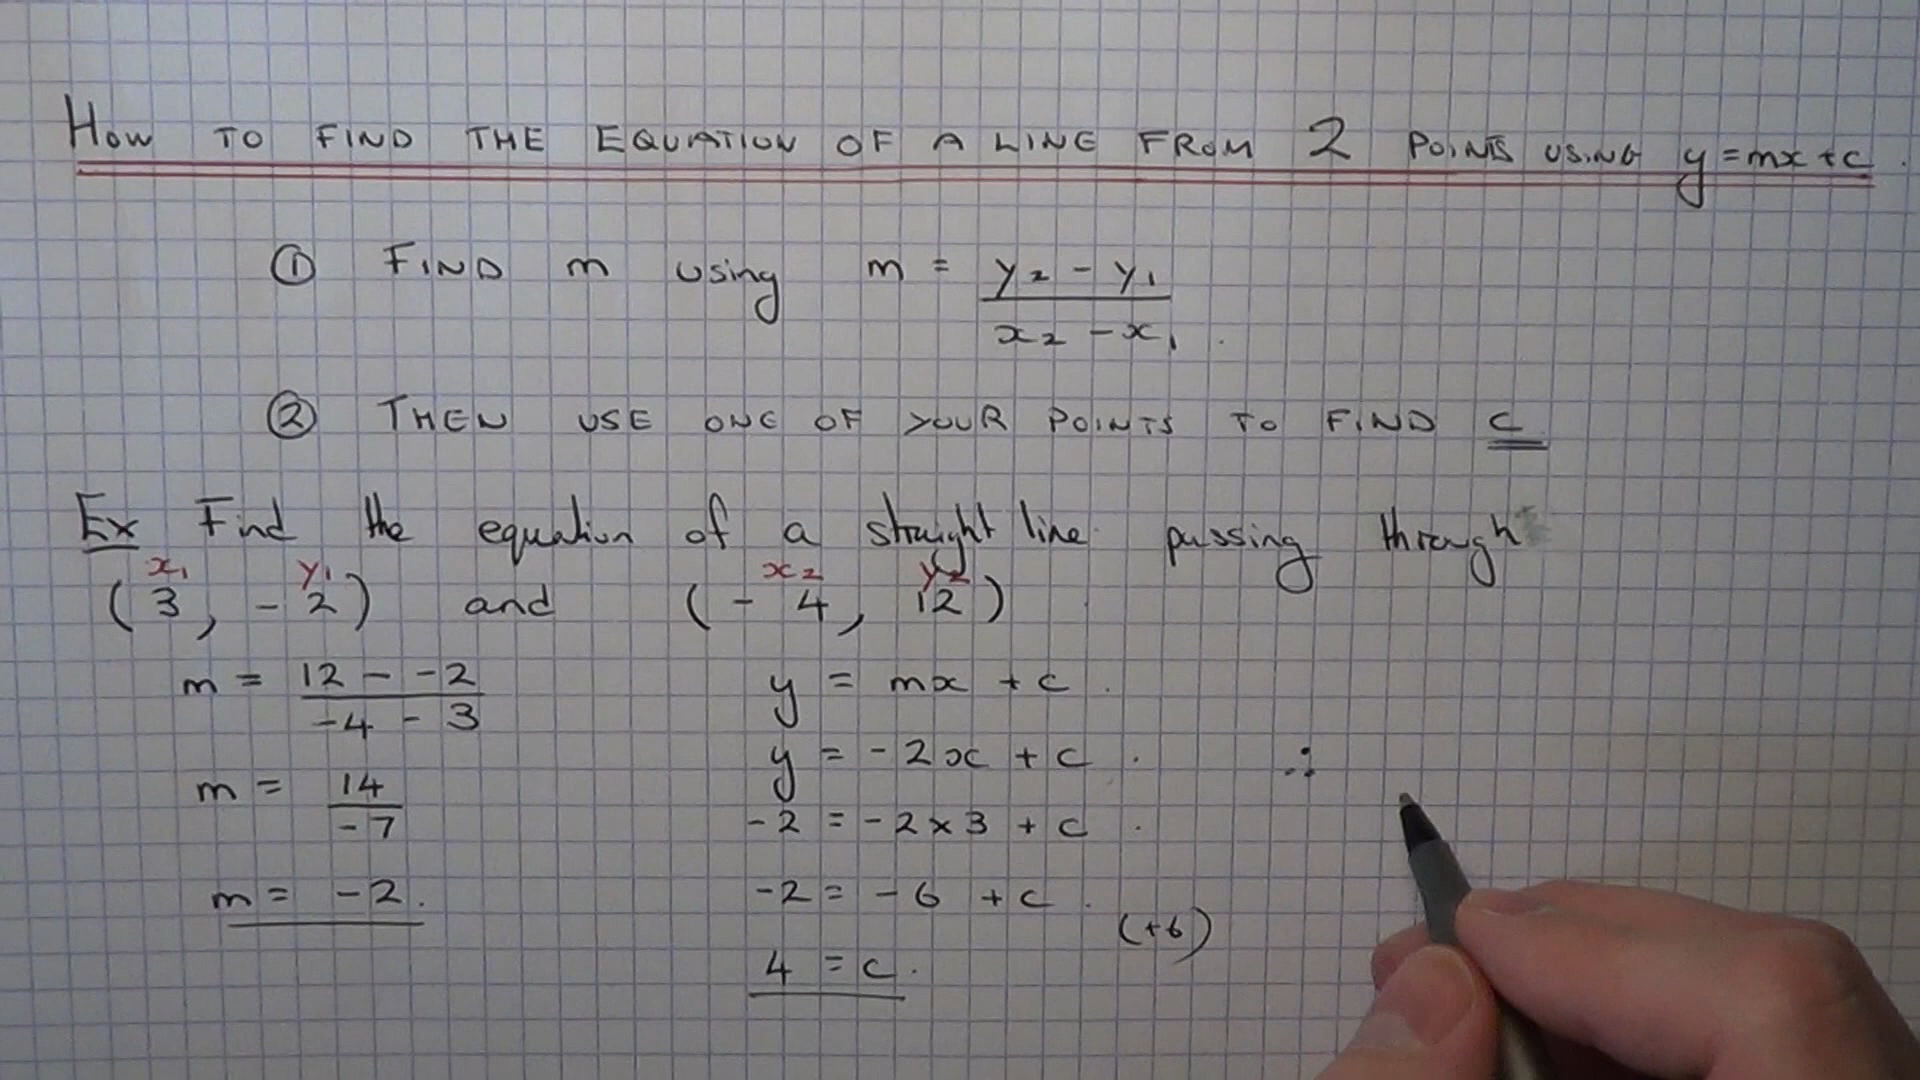 How TO FIND THE EQUATION OF A LINE FROM 2 POINTS USING y = mx + c.
① FIND m using m = y₂ - y₁
x₂ - x₁.
② THEN USE ONE OF YOUR POINTS TO FIND c
Ex Find the equation of a straight line passing through
x₁ y₁ x₂ y₂
(3, -2) and (-4, 12)
m = 12 - -2
-4 - 3
m = 14
-7
m = -2.
y = mx + c.
y = -2x + c.
-2 = -2 × 3 + c.
-2 = -6 + c.
(+6)
4 = c.
∴